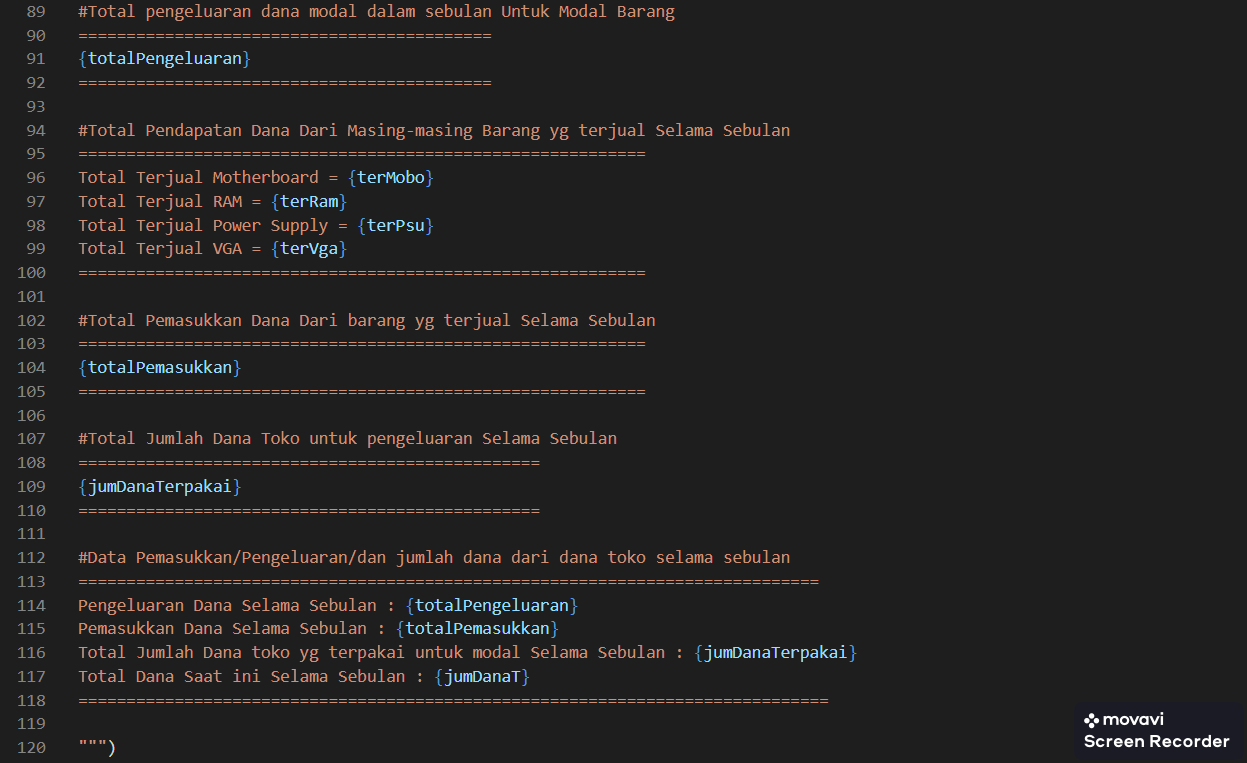 89 #Total pengeluaran dana modal dalam sebulan Untuk Modal Barang
90 ===========================================
91 {totalPengeluaran}
92 ===========================================
93
94 #Total Pendapatan Dana Dari Masing-masing Barang yg terjual Selama Sebulan
95 ===========================================================
96 Total Terjual Motherboard = {terMobo}
97 Total Terjual RAM = {terRam}
98 Total Terjual Power Supply = {terPsu}
99 Total Terjual VGA = {terVga}
100 ===========================================================
101
102 #Total Pemasukkan Dana Dari barang yg terjual Selama Sebulan
103 ===========================================================
104 {totalPemasukkan}
105 ===========================================================
106
107 #Total Jumlah Dana Toko untuk pengeluaran Selama Sebulan
108 ================================================
109 {jumDanaTerpakai}
110 ================================================
111
112 #Data Pemasukkan/Pengeluaran/dan jumlah dana dari dana toko selama sebulan
113 =============================================================================
114 Pengeluaran Dana Selama Sebulan : {totalPengeluaran}
115 Pemasukkan Dana Selama Sebulan : {totalPemasukkan}
116 Total Jumlah Dana toko yg terpakai untuk modal Selama Sebulan : {jumDanaTerpakai}
117 Total Dana Saat ini Selama Sebulan : {jumDanaT}
118 ==============================================================================
119
120 """)
movavi
Screen Recorder